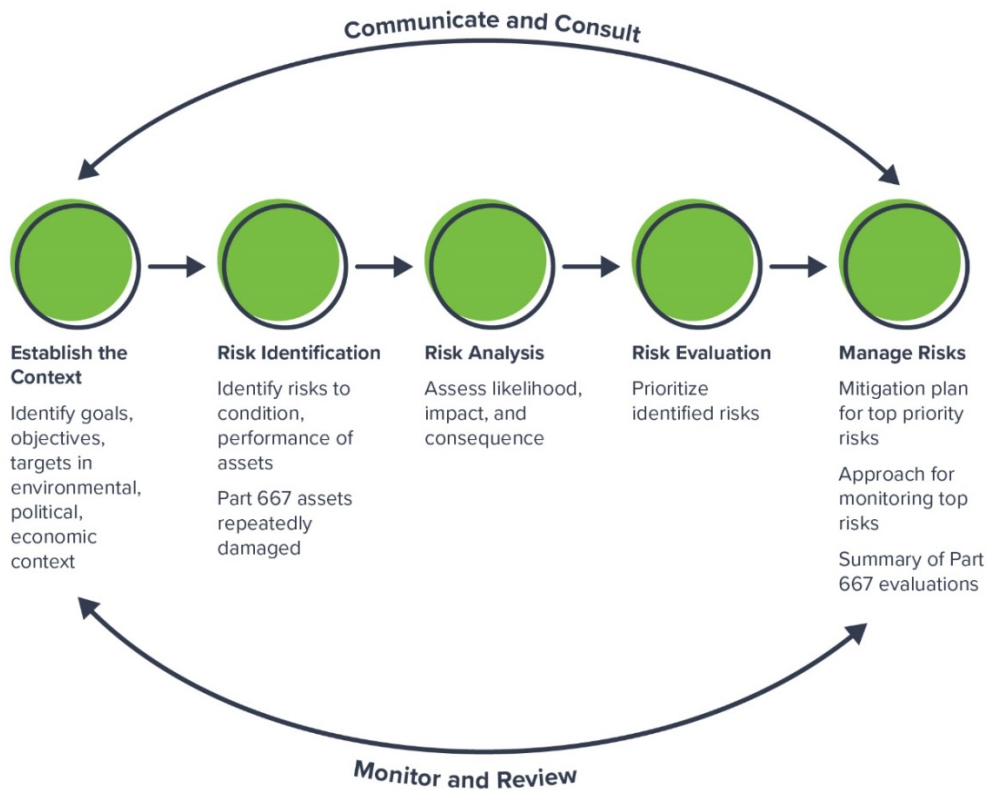 Communicate and Consult
Establish the
Context
Identify goals,
objectives,
targets in
environmental,
political,
economic
context
Risk Identification
Identify risks to
condition,
performance of
assets
Part 667 assets
repeatedly
damaged
Risk Analysis
Assess likelihood,
impact, and
consequence
Risk Evaluation
Prioritize
identified risks
Manage Risks
Mitigation plan
for top priority
risks
Approach for
monitoring top
risks
Summary of Part
667 evaluations
Monitor and Review